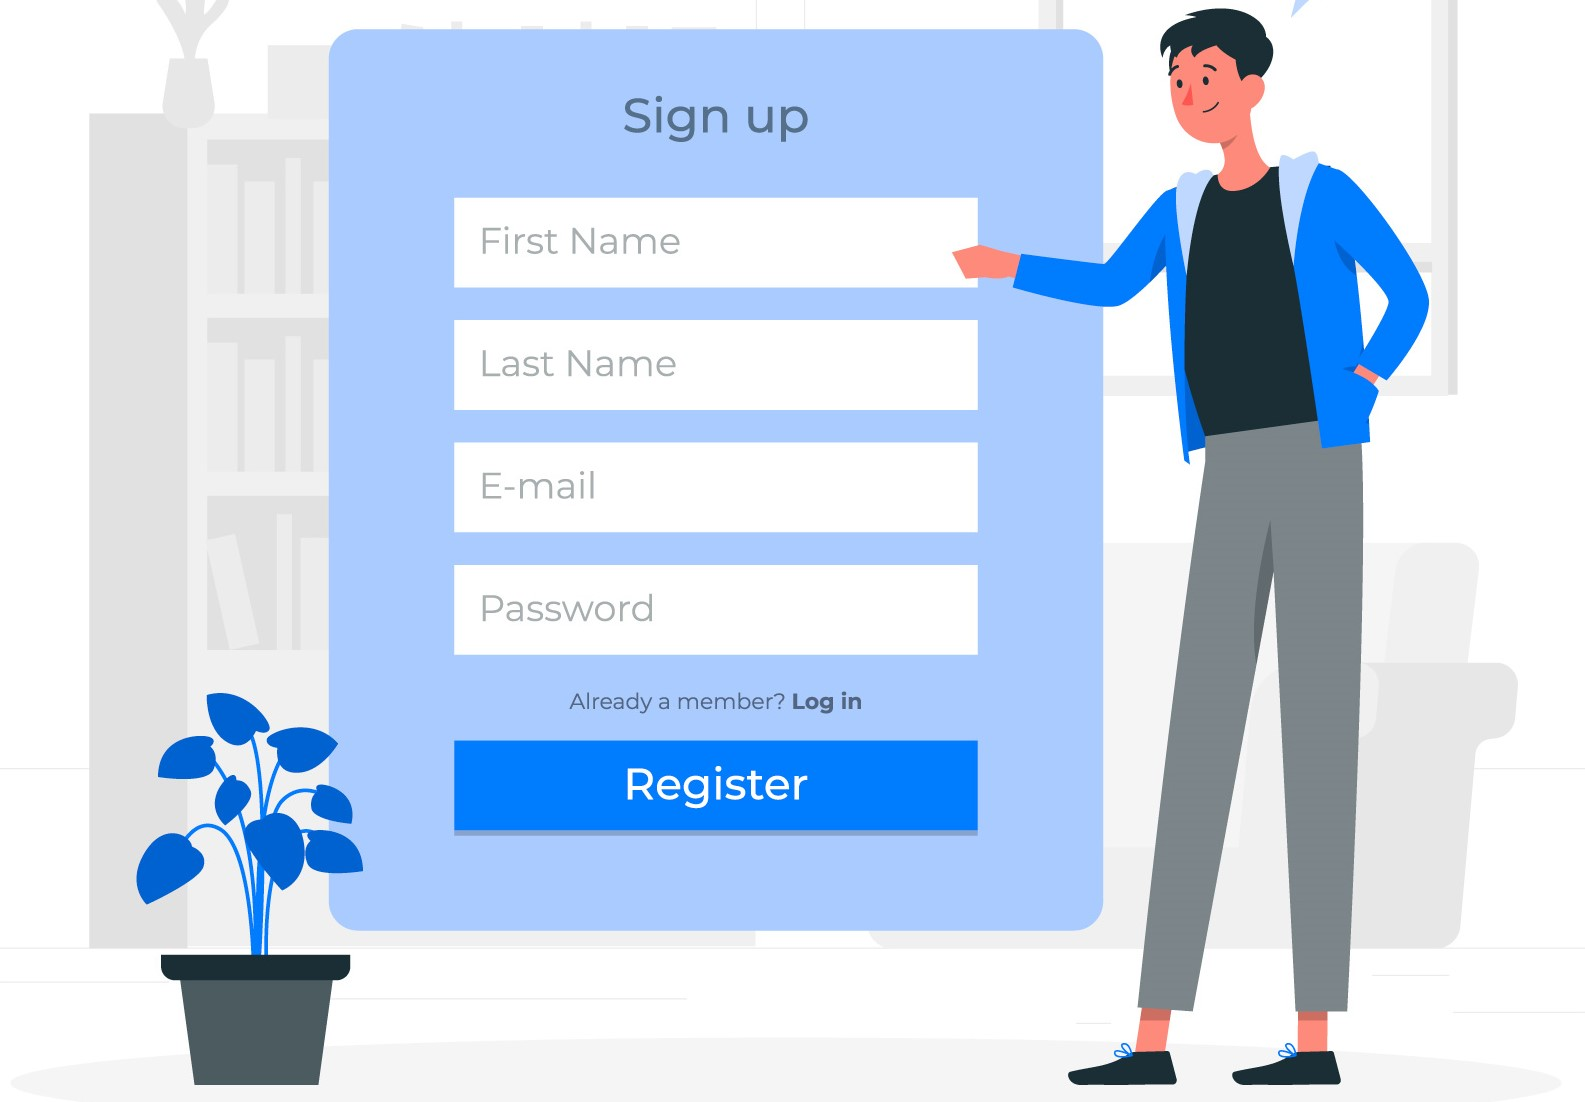 Sign up
First Name
Last Name
E-mail
Password
Already a member? Log in
Register